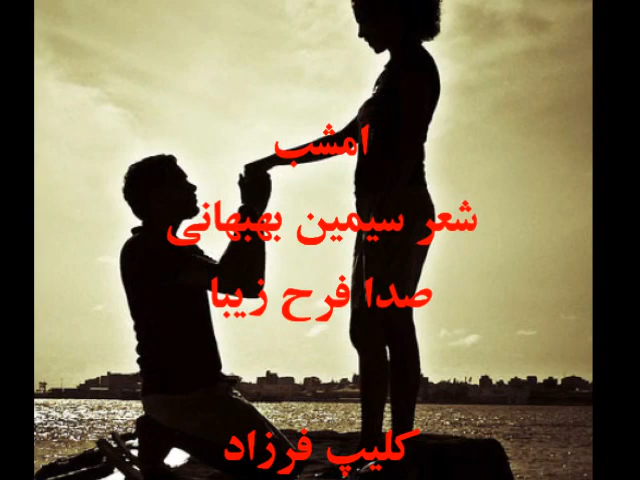 امشب
شعر سیمین بهبهانی
صدا فرح زیبا
کلیپ فرزاد